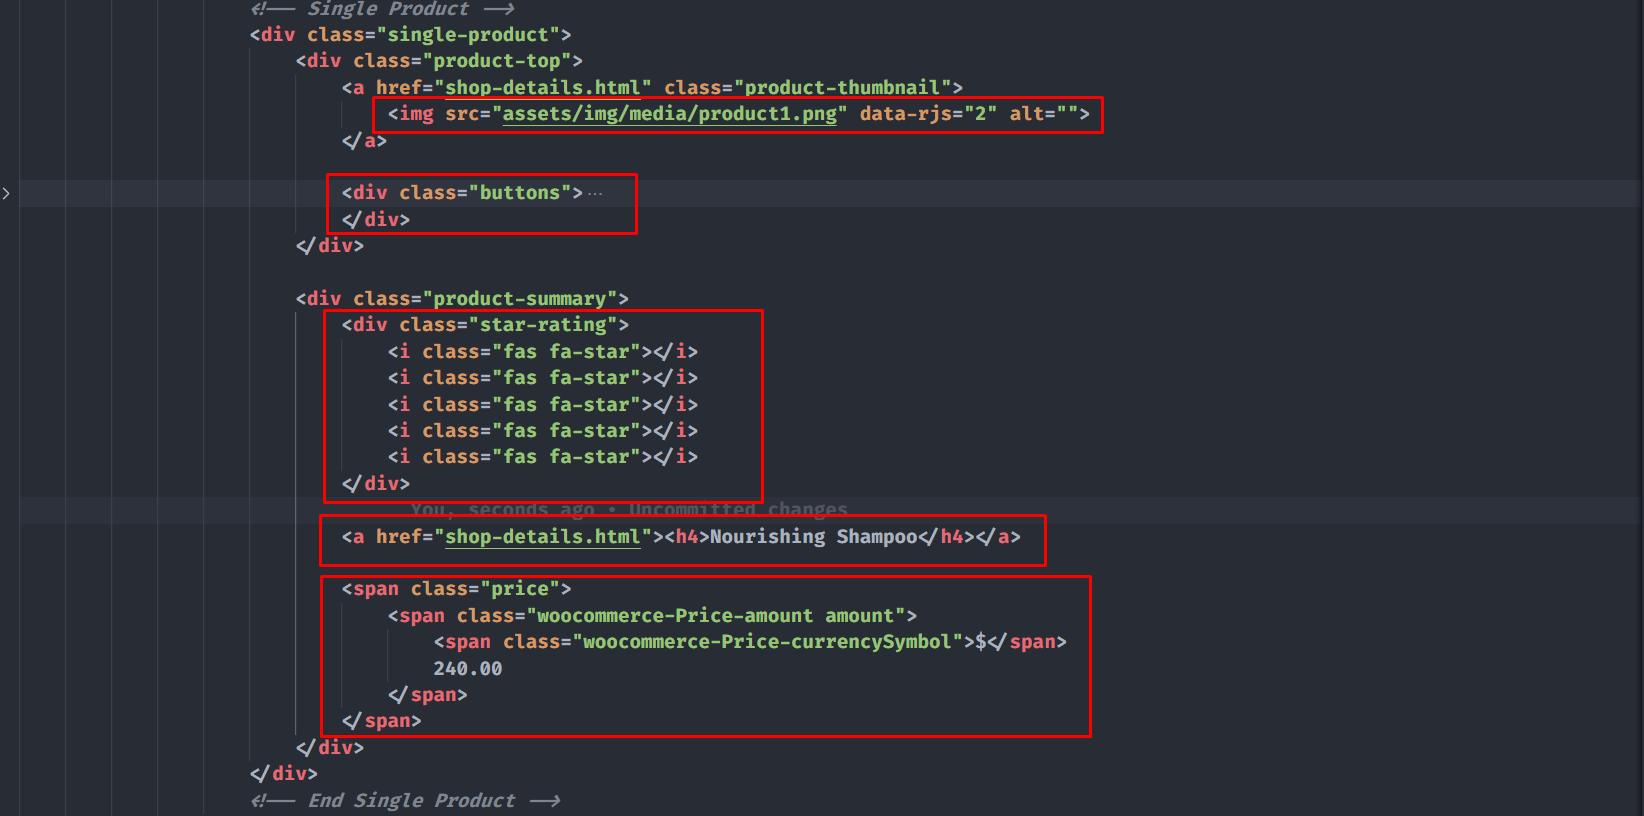 <!-- Single Product -->
<div class="single-product">
<div class="product-top">
<a href="shop-details.html" class="product-thumbnail">
<img src="assets/img/media/product1.png" data-rjs="2" alt="">
</a>
<div class="buttons">...
</div>
</div>
<div class="product-summary">
<div class="star-rating">
<i class="fas fa-star"></i>
<i class="fas fa-star"></i>
<i class="fas fa-star"></i>
<i class="fas fa-star"></i>
<i class="fas fa-star"></i>
</div>
You, seconds ago • Uncommitted changes
<a href="shop-details.html"><h4>Nourishing Shampoo</h4></a>
<span class="price">
<span class="woocommerce-Price-amount amount">
<span class="woocommerce-Price-currencySymbol">$</span>
240.00
</span>
</span>
</div>
</div>
<!-- End Single Product -->